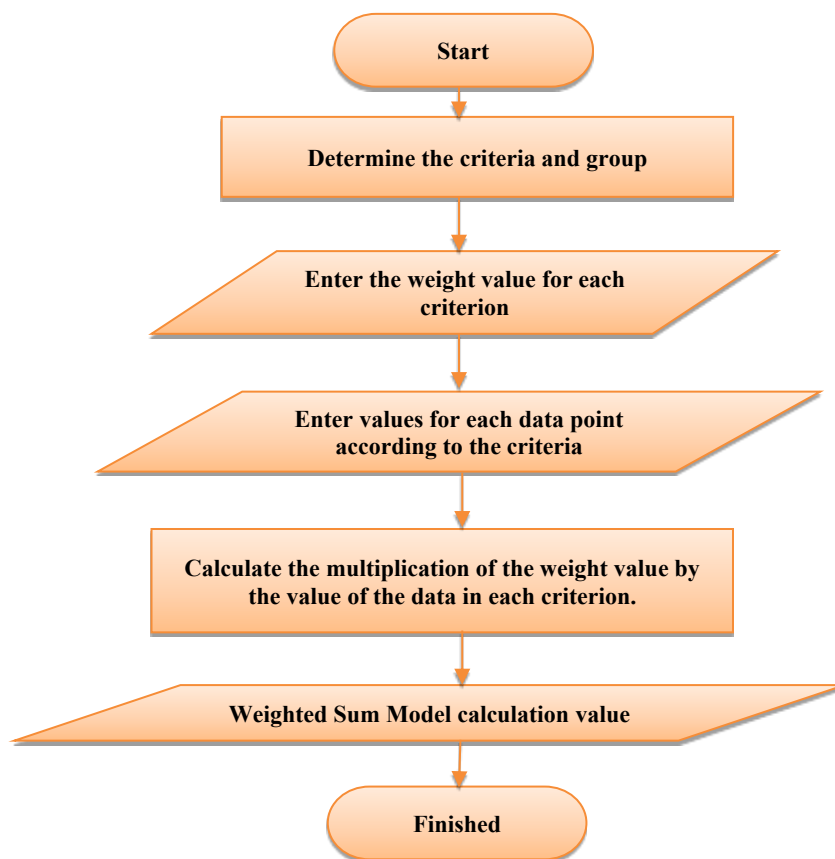 Start
Determine the criteria and group
Enter the weight value for each
criterion
Enter values for each data point
according to the criteria
Calculate the multiplication of the weight value by
the value of the data in each criterion.
Weighted Sum Model calculation value
Finished